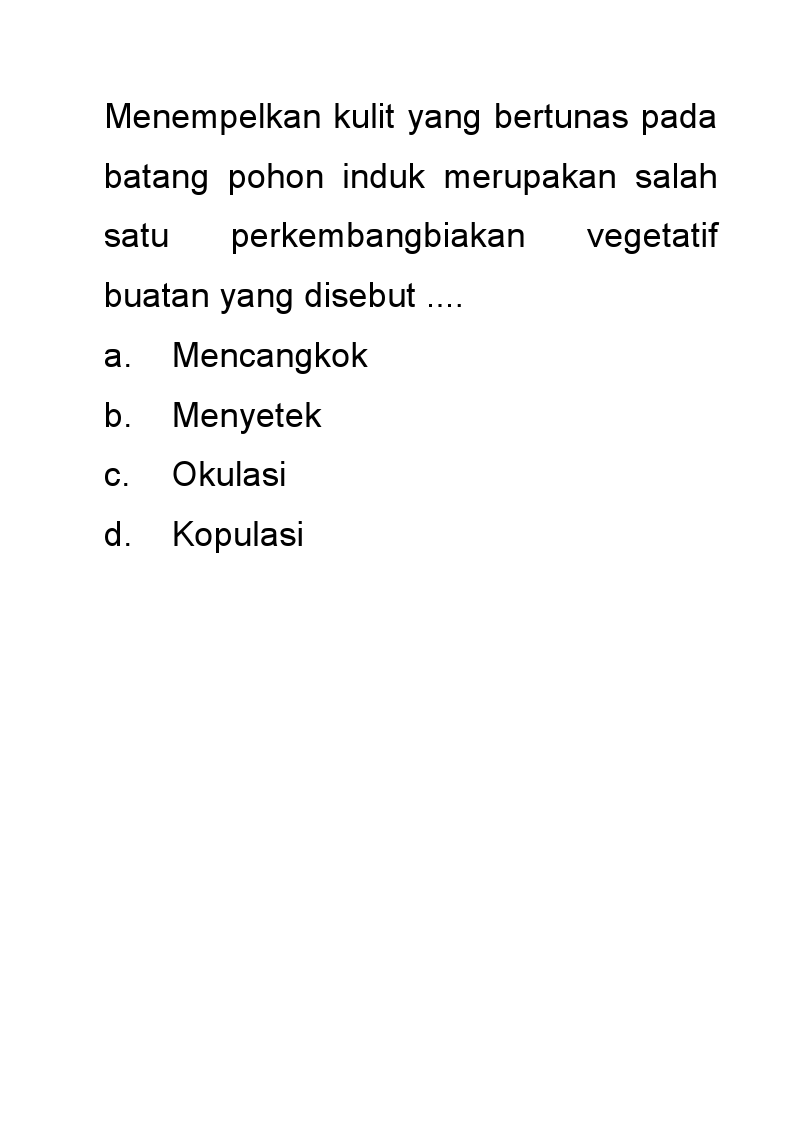 Menempelkan kulit yang bertunas pada
batang pohon induk merupakan salah
satu perkembangbiakan vegetatif
buatan yang disebut ....
a. Mencangkok
b. Menyetek
c. Okulasi
d. Kopulasi